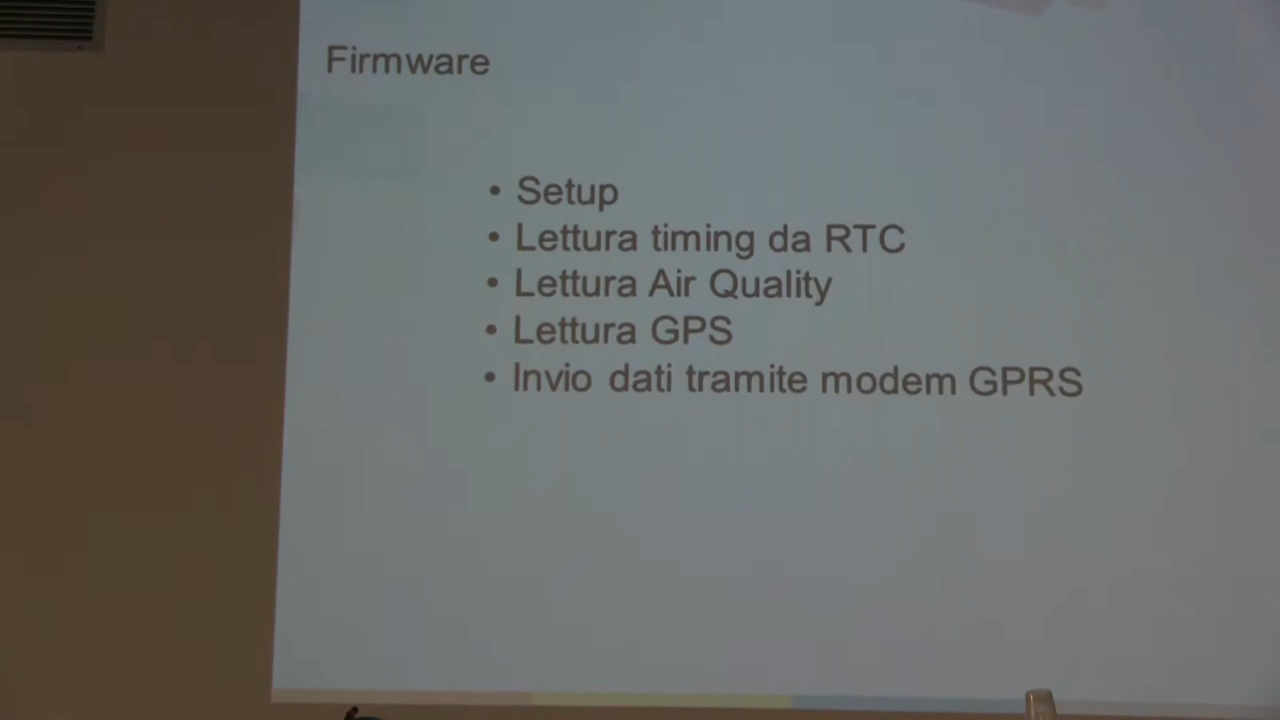 Firmware
• Setup
• Lettura timing da RTC
• Lettura Air Quality
• Lettura GPS
• Invio dati tramite modem GPRS